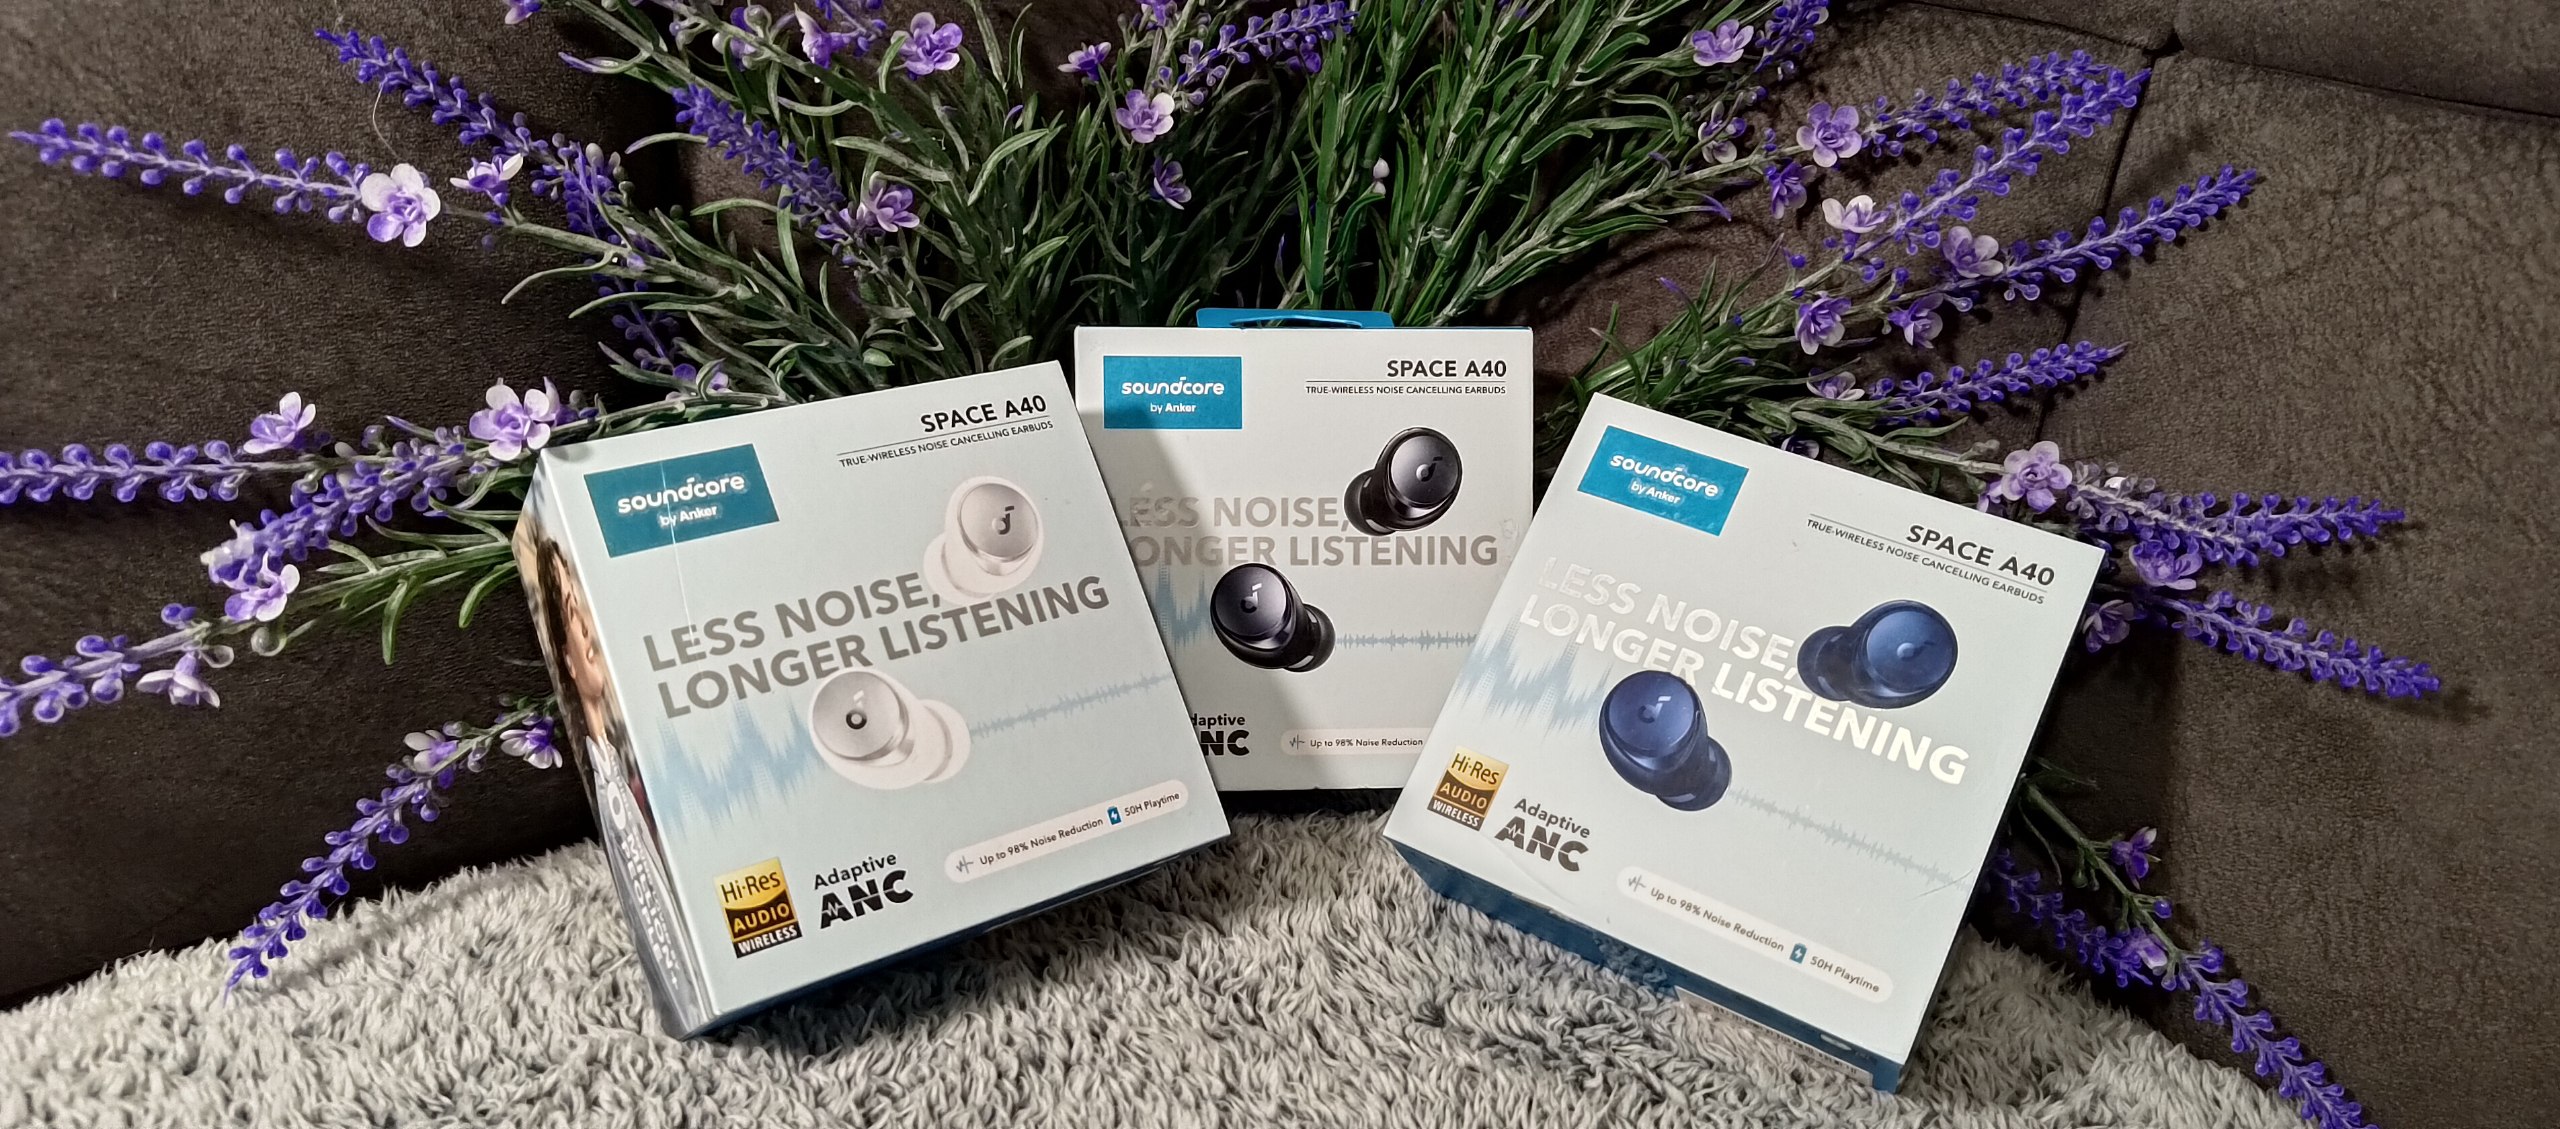 soundcore
by Anker
SPACE A40
TRUE-WIRELESS NOISE CANCELLING EARBUDS
LESS NOISE,
LONGER LISTENING
Hi-Res
AUDIO
WIRELESS
Adaptive
ANC
Up to 98% Noise Reduction 50H Playtime
MILLION+
PEOPLE
soundcore
by Anker
SPACE A40
TRUE-WIRELESS NOISE CANCELLING EARBUDS
LESS NOISE,
ONGER LISTENING
daptive
NC
Up to 98% Noise Reduction
soundcore
by Anker
SPACE A40
TRUE-WIRELESS NOISE CANCELLING EARBUDS
LESS NOISE,
LONGER LISTENING
Hi-Res
AUDIO
WIRELESS
Adaptive
ANC
Up to 98% Noise Reduction 50H Playtime